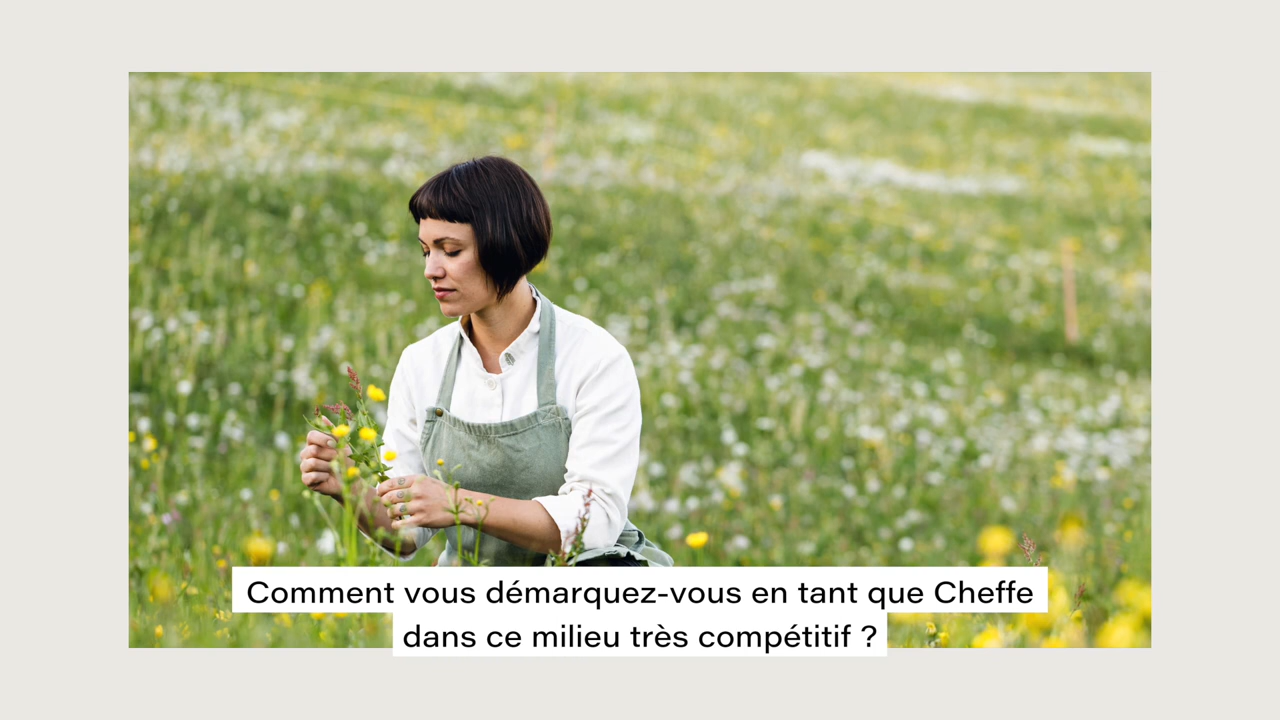 Comment vous démarquez-vous en tant que Cheffe
dans ce milieu très compétitif ?